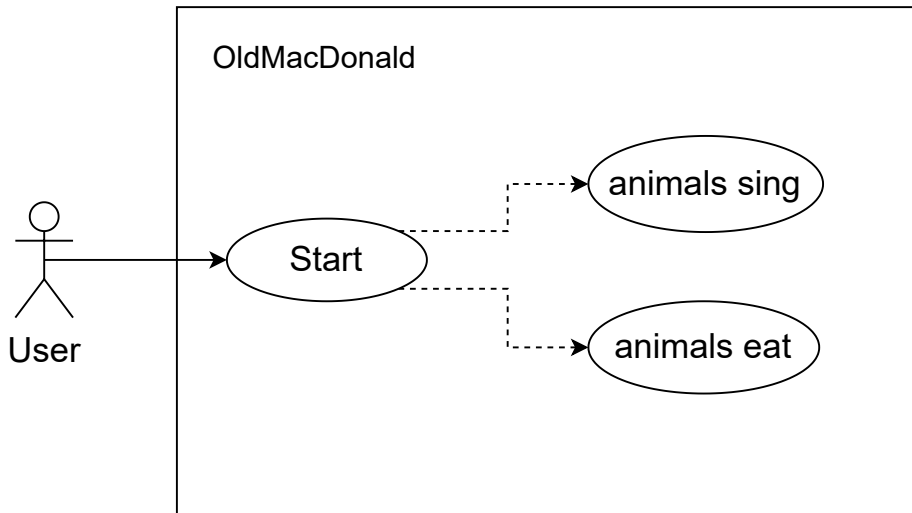 OldMacDonald
animals sing
Start
User
animals eat